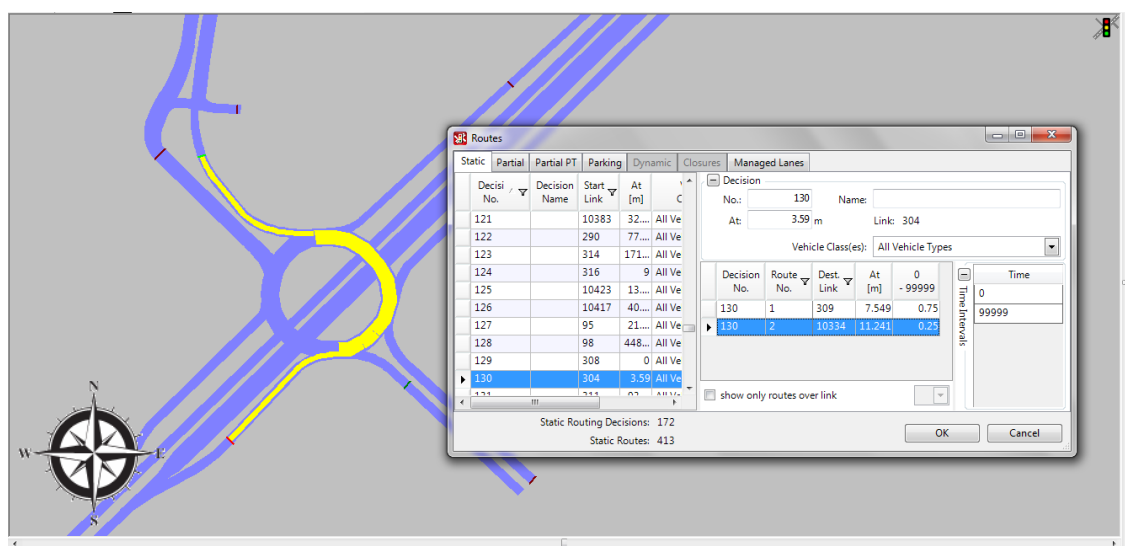 Routes
Static Partial Partial PT Parking Dynamic Closures Managed Lanes
Decisi No. Decision Name Start Link At [m]
121 10383 32.... All Ve
122 290 77.... All Ve
123 314 171... All Ve
124 316 9 All Ve
125 10423 13.... All Ve
126 10417 40.... All Ve
127 95 21.... All Ve
128 98 448... All Ve
129 308 0 All Ve
130 304 3.59 All Ve
Static Routing Decisions: 172
Static Routes: 413
Decision
No.: 130 Name:
At: 3.59 m Link: 304
Vehicle Class(es): All Vehicle Types
Decision No. Route No. Dest. Link At [m] 0 - 99999
130 1 309 7.549 0.75
130 2 10334 11.241 0.25
Time Intervals
Time
0
99999
show only routes over link
OK Cancel
N
W E
S